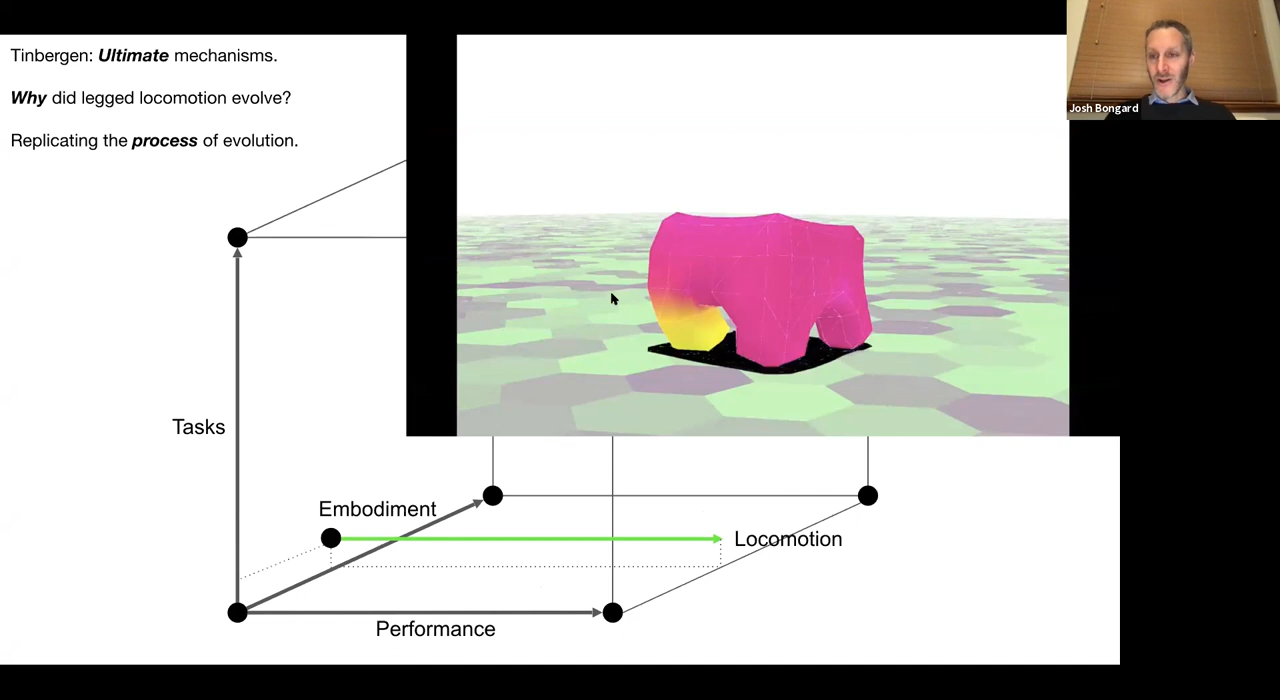 Tinbergen: Ultimate mechanisms.
Why did legged locomotion evolve?
Replicating the process of evolution.
Josh Bongard
Tasks
Embodiment
Locomotion
Performance